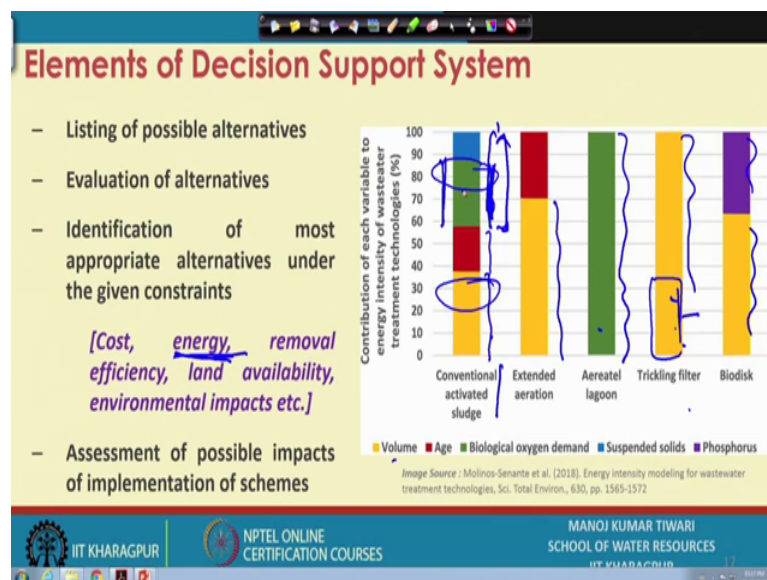 Elements of Decision Support System
– Listing of possible alternatives
– Evaluation of alternatives
– Identification of most
appropriate alternatives under
the given constraints
[Cost, energy, removal
efficiency, land availability,
environmental impacts etc.]
– Assessment of possible impacts
of implementation of schemes
Contribution of each variable to
energy intensity of wasteater
treatment technologies (%)
100
90
80
70
60
50
40
30
20
10
0
Conventional
activated
sludge
Extended
aeration
Aereatel
lagoon
Trickling filter
Biodisk
Volume Age Biological oxygen demand Suspended solids Phosphorus
Image Source : Molinos-Senante et al. (2018). Energy intensity modeling for wastewater
treatment technologies, Sci. Total Environ., 630, pp. 1565-1572
IIT KHARAGPUR
NPTEL ONLINE
CERTIFICATION COURSES
MANOJ KUMAR TIWARI
SCHOOL OF WATER RESOURCES
IIT KHARAGPUR
17